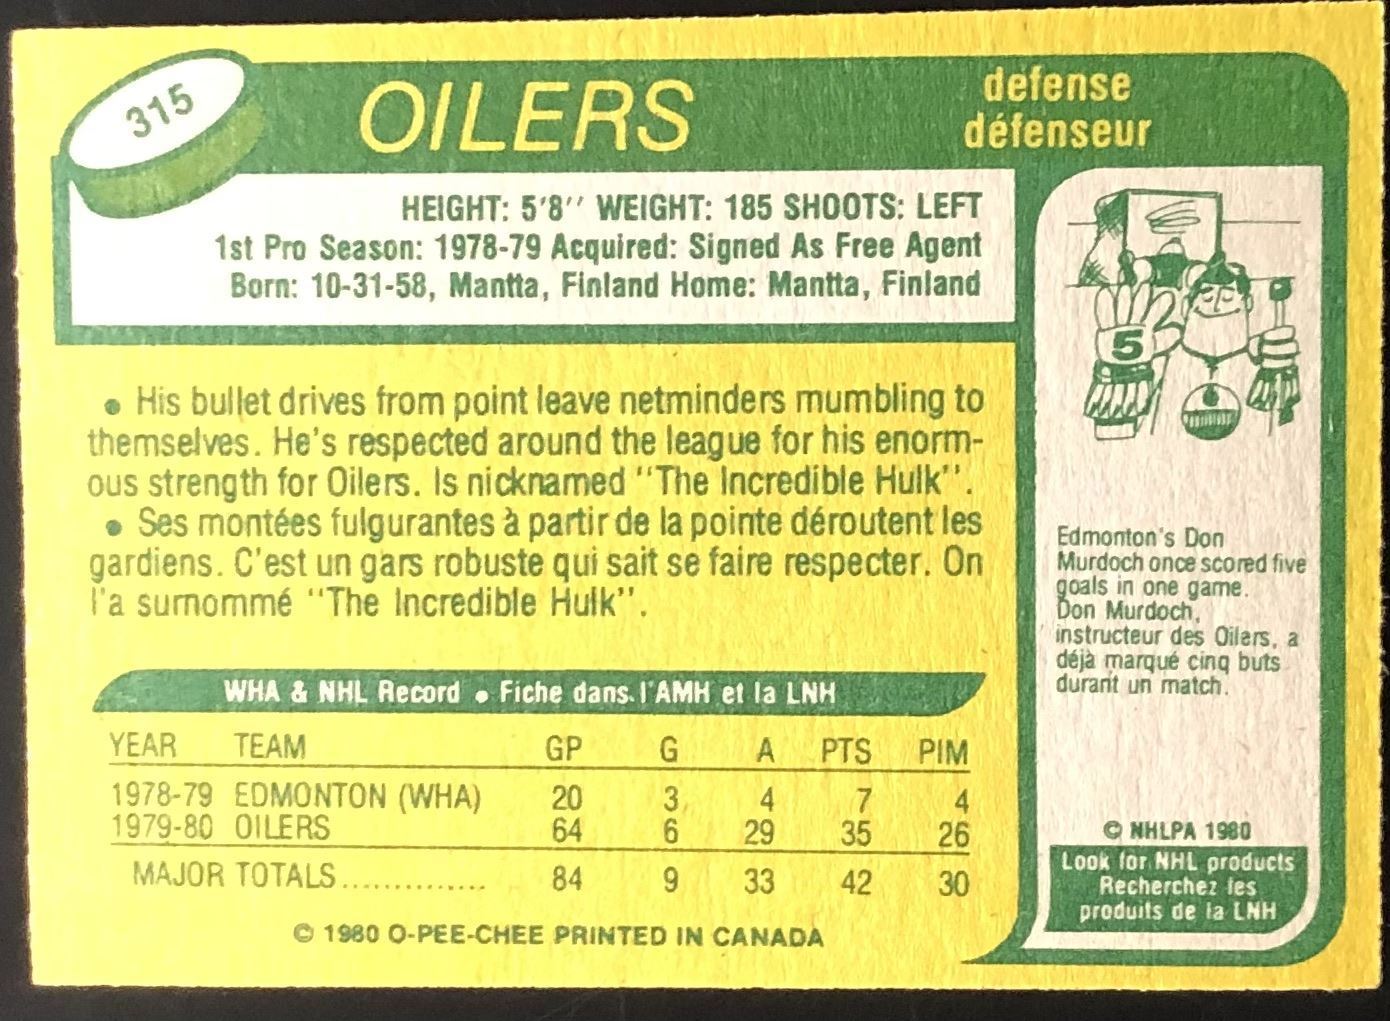 315
OILERS
defense
défenseur
HEIGHT: 5'8'' WEIGHT: 185 SHOOTS: LEFT
1st Pro Season: 1978-79 Acquired: Signed As Free Agent
Born: 10-31-58, Mantta, Finland Home: Mantta, Finland
• His bullet drives from point leave netminders mumbling to
themselves. He's respected around the league for his enorm-
ous strength for Oilers. Is nicknamed "The Incredible Hulk".
• Ses montées fulgurantes à partir de la pointe déroutent les
gardiens. C'est un gars robuste qui sait se faire respecter. On
l'a surnommé "The Incredible Hulk".
WHA & NHL Record • Fiche dans l'AMH et la LNH
YEAR TEAM GP G A PTS PIM
1978-79 EDMONTON (WHA) 20 3 4 7 4
1979-80 OILERS 64 6 29 35 26
MAJOR TOTALS.............. 84 9 33 42 30
© 1980 O-PEE-CHEE PRINTED IN CANADA
5
Edmonton's Don
Murdoch once scored five
goals in one game.
Don Murdoch,
instructeur des Oilers, a
déjà marqué cinq buts
durant un match.
© NHLPA 1980
Look for NHL products
Recherchez les
produits de la LNH